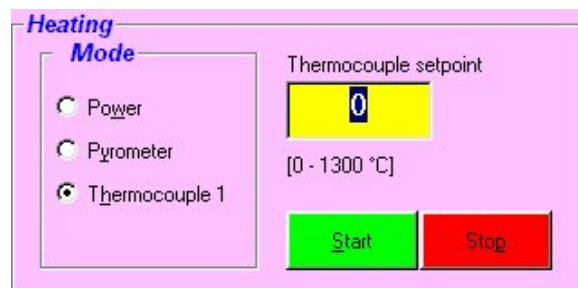 Heating
Mode
Power
Pyrometer
Thermocouple 1
Thermocouple setpoint
0
[0 - 1300 °C]
Start
Stop